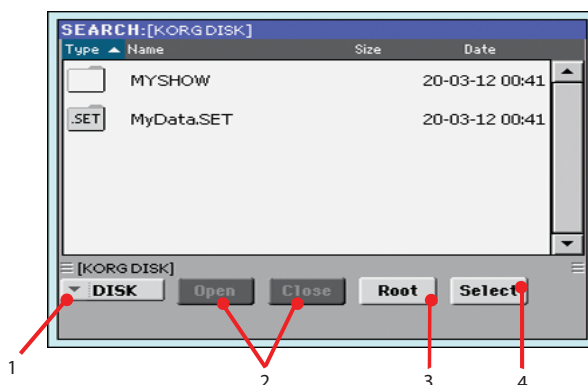 SEARCH:[KORG DISK]
Type Name Size Date
MYSHOW 20-03-12 00:41
.SET MyData.SET 20-03-12 00:41
[KORG DISK]
DISK Open Close Root Select
1 2 3 4